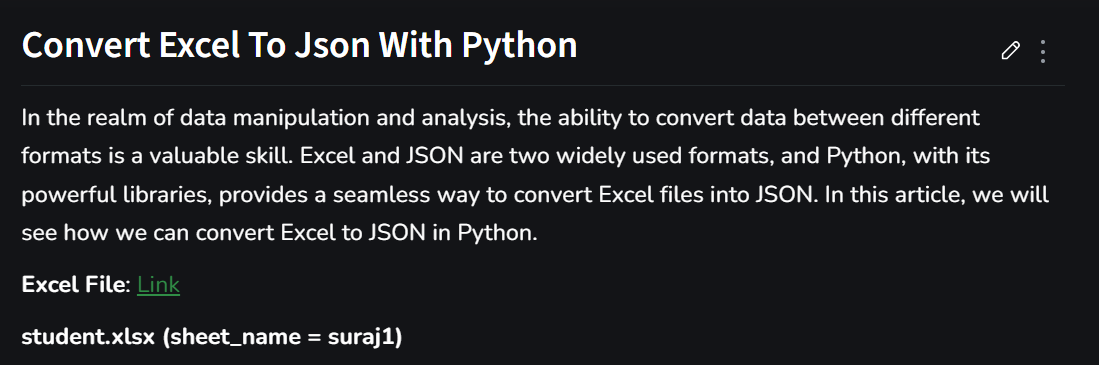 Convert Excel To Json With Python
In the realm of data manipulation and analysis, the ability to convert data between different
formats is a valuable skill. Excel and JSON are two widely used formats, and Python, with its
powerful libraries, provides a seamless way to convert Excel files into JSON. In this article, we will
see how we can convert Excel to JSON in Python.
Excel File: Link
student.xlsx (sheet_name = suraj1)